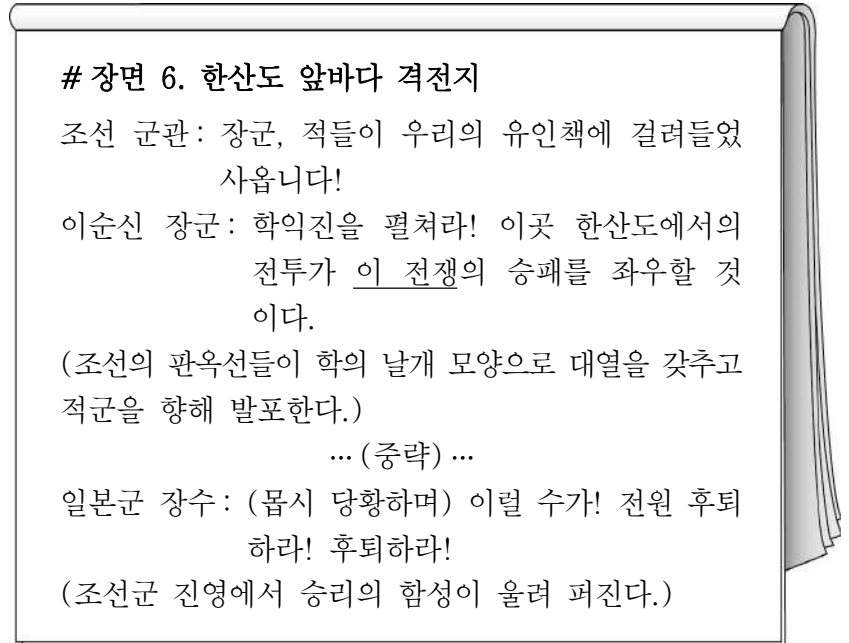 # 장면 6. 한산도 앞바다 격전지
조선 군관 : 장군, 적들이 우리의 유인책에 걸려들었
사옵니다!
이순신 장군 : 학익진을 펼쳐라! 이곳 한산도에서의
전투가 이 전쟁의 승패를 좌우할 것
이다.
(조선의 판옥선들이 학의 날개 모양으로 대열을 갖추고
적군을 향해 발포한다.)
… (중략) …
일본군 장수 : (몹시 당황하며) 이럴 수가! 전원 후퇴
하라! 후퇴하라!
(조선군 진영에서 승리의 함성이 울려 퍼진다.)